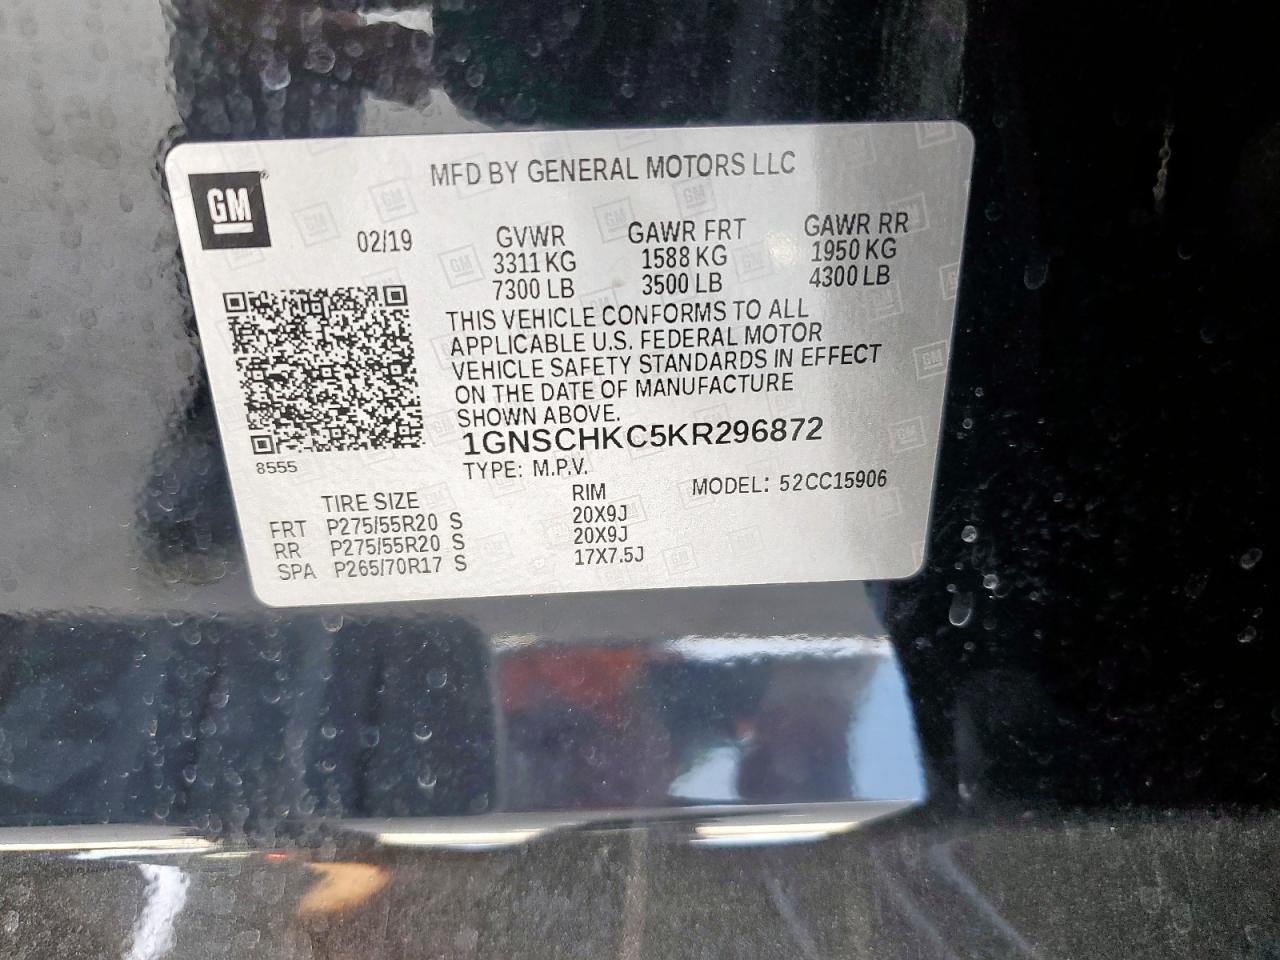 MFD BY GENERAL MOTORS LLC
GM®
02/19
GVWR GAWR FRT GAWR RR
3311 KG 1588 KG 1950 KG
7300 LB 3500 LB 4300 LB
THIS VEHICLE CONFORMS TO ALL
APPLICABLE U.S. FEDERAL MOTOR
VEHICLE SAFETY STANDARDS IN EFFECT
ON THE DATE OF MANUFACTURE
SHOWN ABOVE.
1GNSCHKC5KR296872
8555
TYPE: M.P.V.
MODEL: 52CC15906
TIRE SIZE RIM
FRT P275/55R20 S 20X9J
RR P275/55R20 S 20X9J
SPA P265/70R17 S 17X7.5J